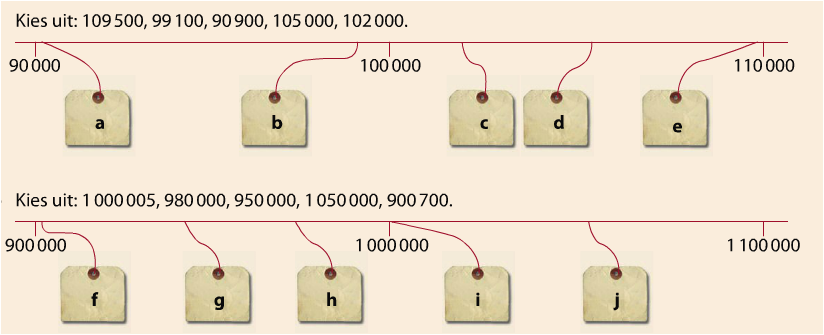 Kies uit: 109 500, 99 100, 90 900, 105 000, 102 000.
90 000 100 000 110 000
a b c d e
Kies uit: 1 000 005, 980 000, 950 000, 1 050 000, 900 700.
900 000 1 000 000 1 100 000
f g h i j